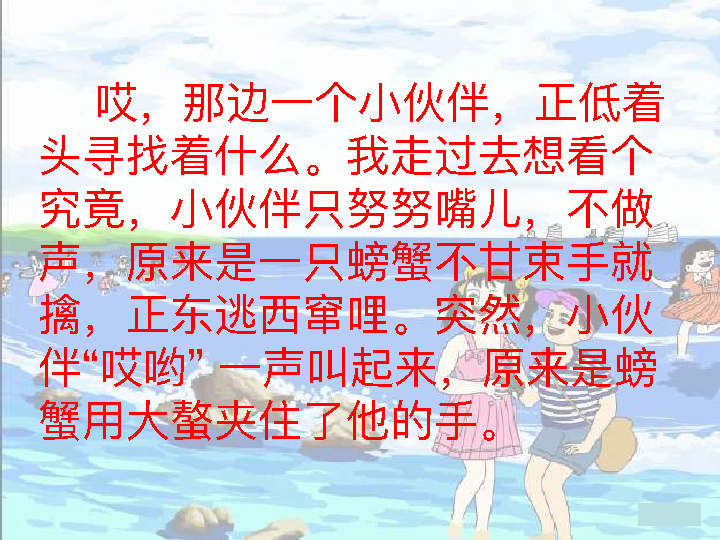 哎，那边一个小伙伴，正低着
头寻找着什么。我走过去想看个
究竟，小伙伴只努努嘴儿，不做
声，原来是一只螃蟹不甘束手就
擒，正东逃西窜哩。突然，小伙
伴“哎哟” 一声叫起来，原来是螃
蟹用大螯夹住了他的手。